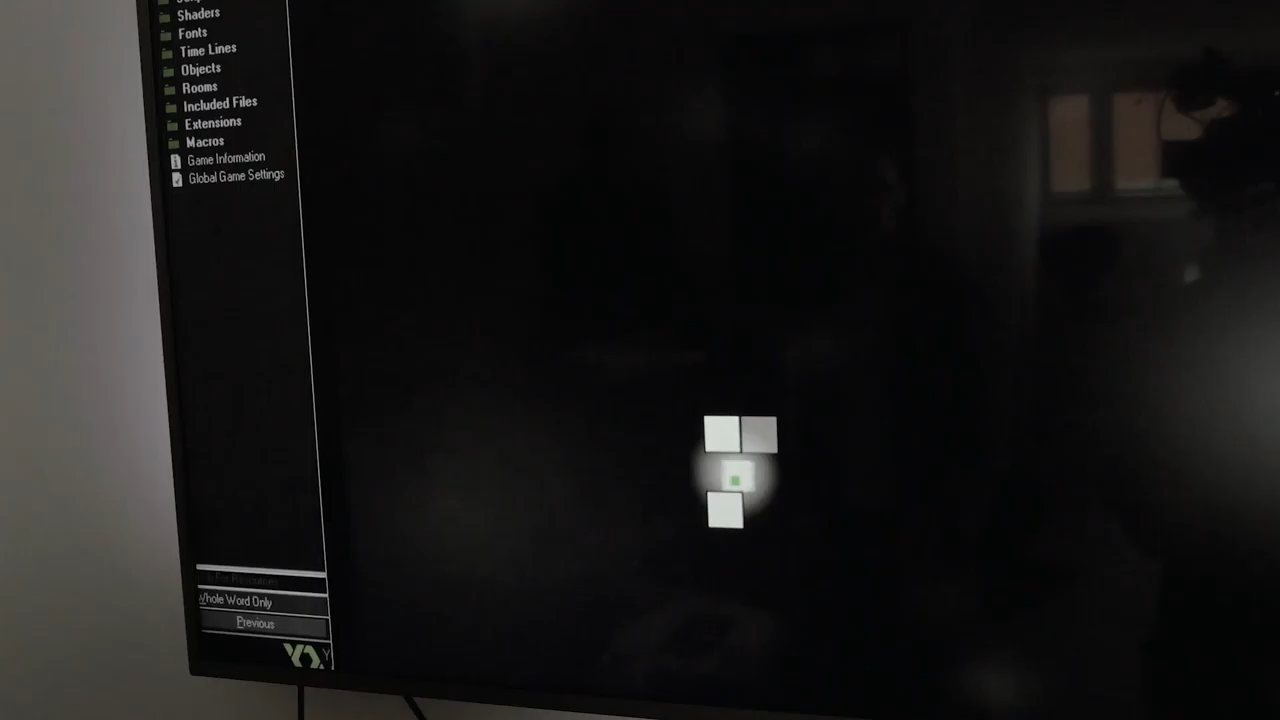 Shaders
Fonts
Time Lines
Objects
Rooms
Included Files
Extensions
Macros
Game Information
Global Game Settings
Whole Word Only
Previous